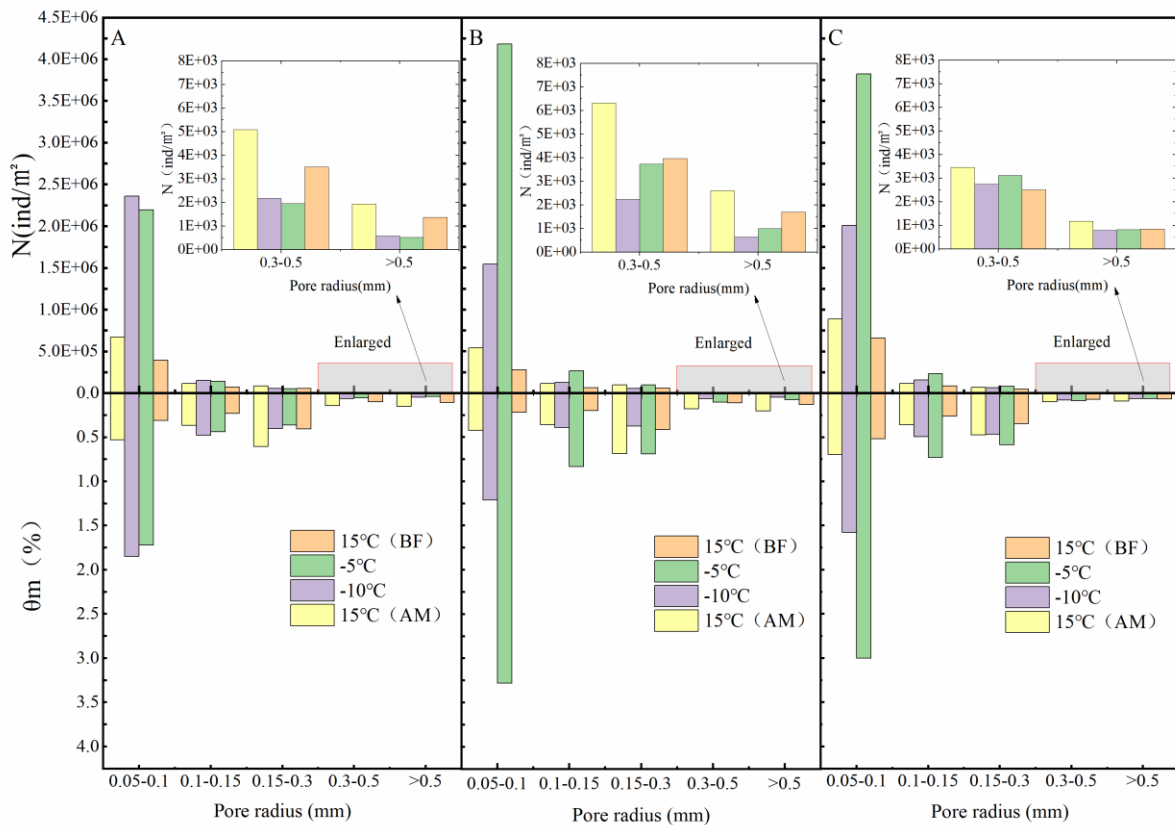 N(ind/m²)
θm（%）
4.5E+06
4.0E+06
3.5E+06
3.0E+06
2.5E+06
2.0E+06
1.5E+06
1.0E+06
5.0E+05
0.0
0.5
1.0
1.5
2.0
2.5
3.0
3.5
4.0
A
N（ind/m²）
8E+03
7E+03
6E+03
5E+03
4E+03
3E+03
2E+03
1E+03
0E+00
0.3-0.5 >0.5
Pore radius(mm)
Enlarged
15℃（BF）
-5℃
-10℃
15℃（AM）
0.05-0.1 0.1-0.15 0.15-0.3 0.3-0.5 >0.5
Pore radius (mm)
B
N（ind/m²）
8E+03
7E+03
6E+03
5E+03
4E+03
3E+03
2E+03
1E+03
0E+00
0.3-0.5 >0.5
Pore radius(mm)
Enlarged
15℃（BF）
-5℃
-10℃
15℃（AM）
0.05-0.1 0.1-0.15 0.15-0.3 0.3-0.5 >0.5
Pore radius (mm)
C
N（ind/m²）
8E+03
7E+03
6E+03
5E+03
4E+03
3E+03
2E+03
1E+03
0E+00
0.3-0.5 >0.5
Pore radius(mm)
Enlarged
15℃（BF）
-5℃
-10℃
15℃（AM）
0.05-0.1 0.1-0.15 0.15-0.3 0.3-0.5 >0.5
Pore radius (mm)